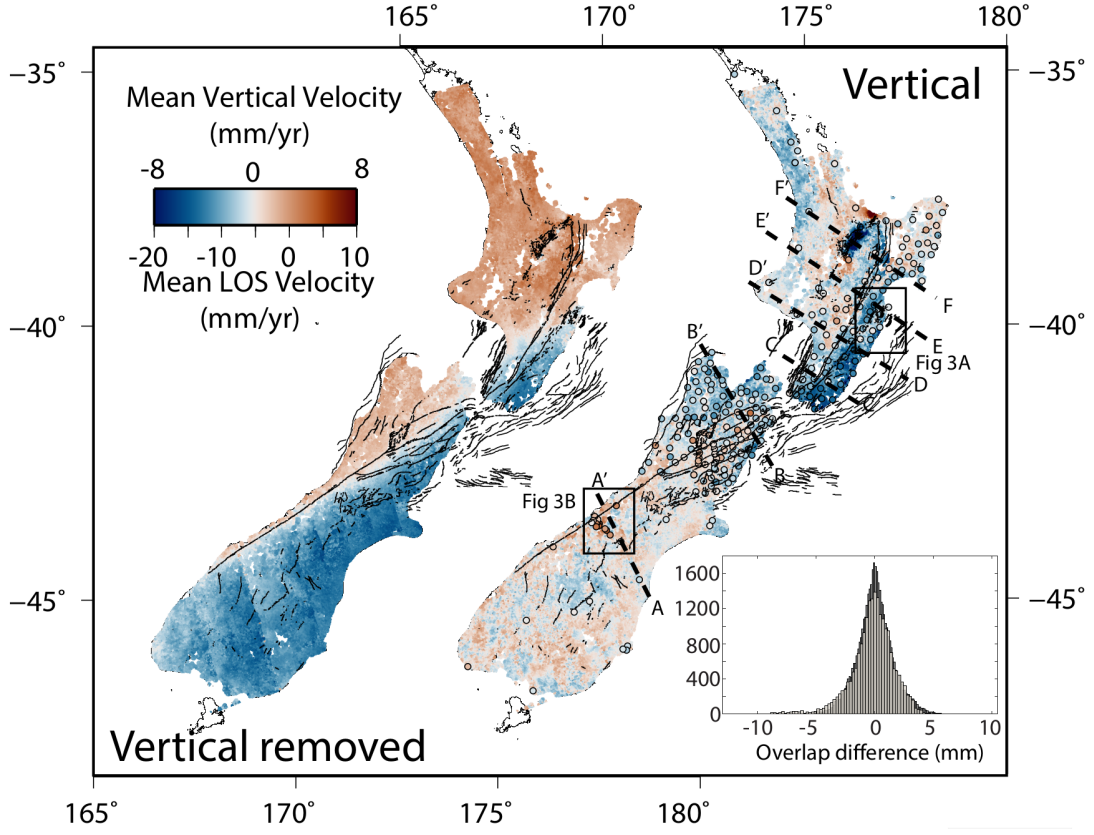 165° 170° 175° 180°
−35° −35°
Mean Vertical Velocity
(mm/yr)
-8 0 8
-20 -10 0 10
Mean LOS Velocity
(mm/yr)
Vertical
F' 
E'
D'
F
−40° −40°
B'
C
E
Fig 3A
D
B
A'
Fig 3B
−45° −45°
A
1600
1200
800
400
0
-10 -5 0 5 10
Overlap difference (mm)
Vertical removed
165° 170° 175° 180°